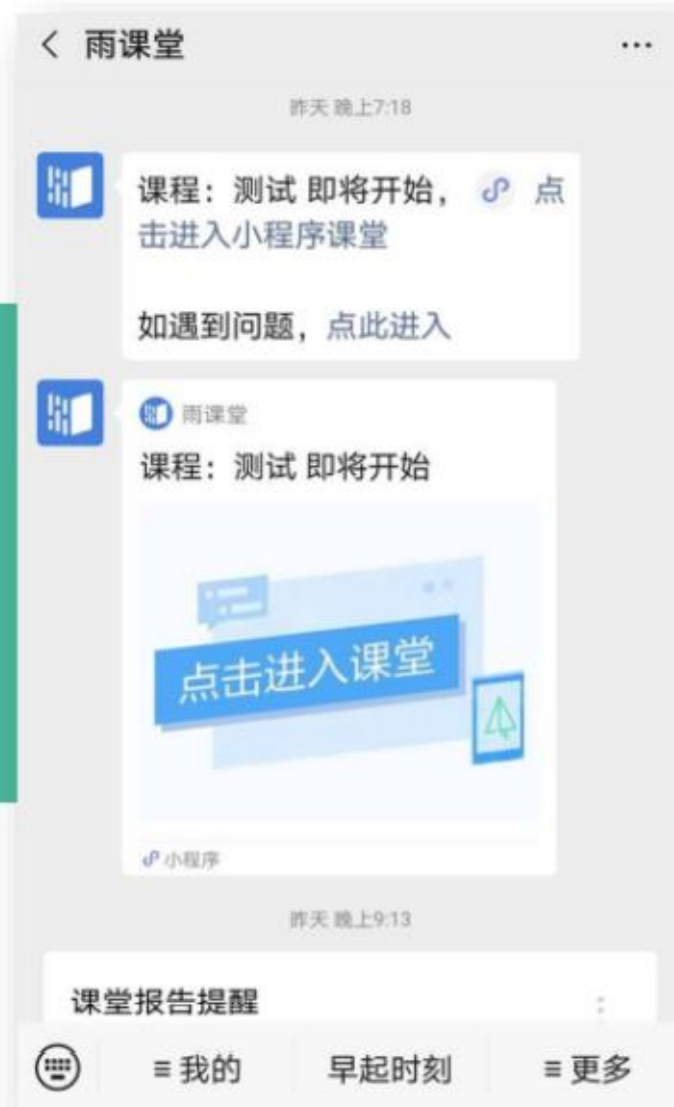 雨课堂
昨天 晚上7:18
课程：测试 即将开始， 点
击进入小程序课堂
如遇到问题，点此进入
雨课堂
课程：测试 即将开始
点击进入课堂
小程序
昨天 晚上9:13
课堂报告提醒
我的
早起时刻
更多